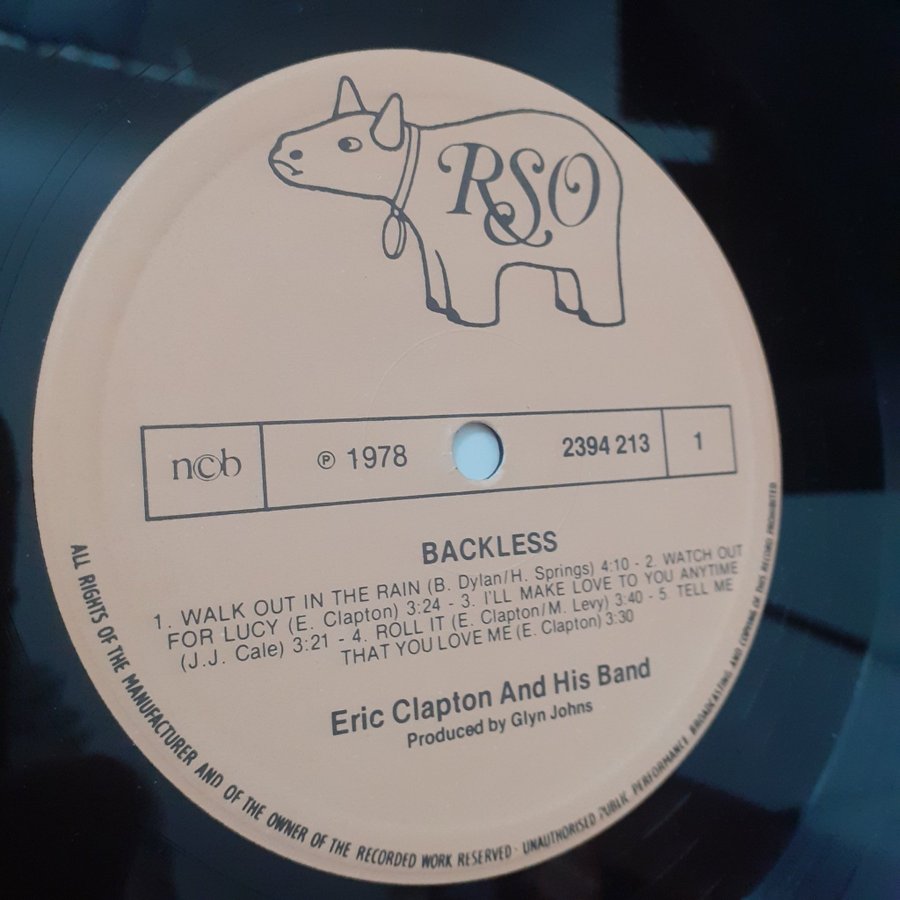 RSO
n©b
℗ 1978
2394 213
1
BACKLESS
1. WALK OUT IN THE RAIN (B. Dylan/H. Springs) 4:10 - 2. WATCH OUT
FOR LUCY (E. Clapton) 3:24 - 3. I'LL MAKE LOVE TO YOU ANYTIME
(J.J. Cale) 3:21 - 4. ROLL IT (E. Clapton/M. Levy) 3:40 - 5. TELL ME
THAT YOU LOVE ME (E. Clapton) 3:30
Eric Clapton And His Band
Produced by Glyn Johns
ALL RIGHTS OF THE MANUFACTURER AND OF THE OWNER OF THE RECORDED WORK RESERVED · UNAUTHORISED PUBLIC PERFORMANCE BROADCASTING AND COPYING OF THIS RECORD PROHIBITED